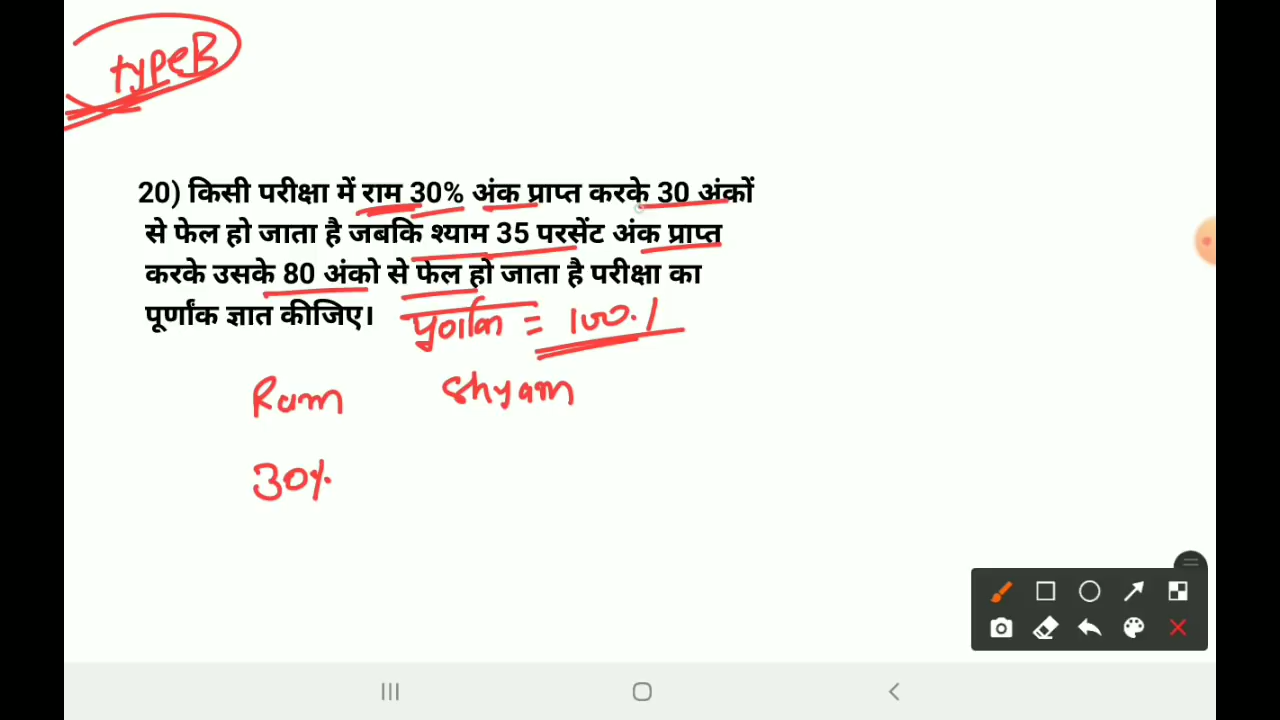 typeB
20) किसी परीक्षा में राम 30% अंक प्राप्त करके 30 अंकों
से फेल हो जाता है जबकि श्याम 35 परसेंट अंक प्राप्त
करके उसके 80 अंको से फेल हो जाता है परीक्षा का
पूर्णांक ज्ञात कीजिए।
पूर्णांक = 100%
Ram Shyam
30%